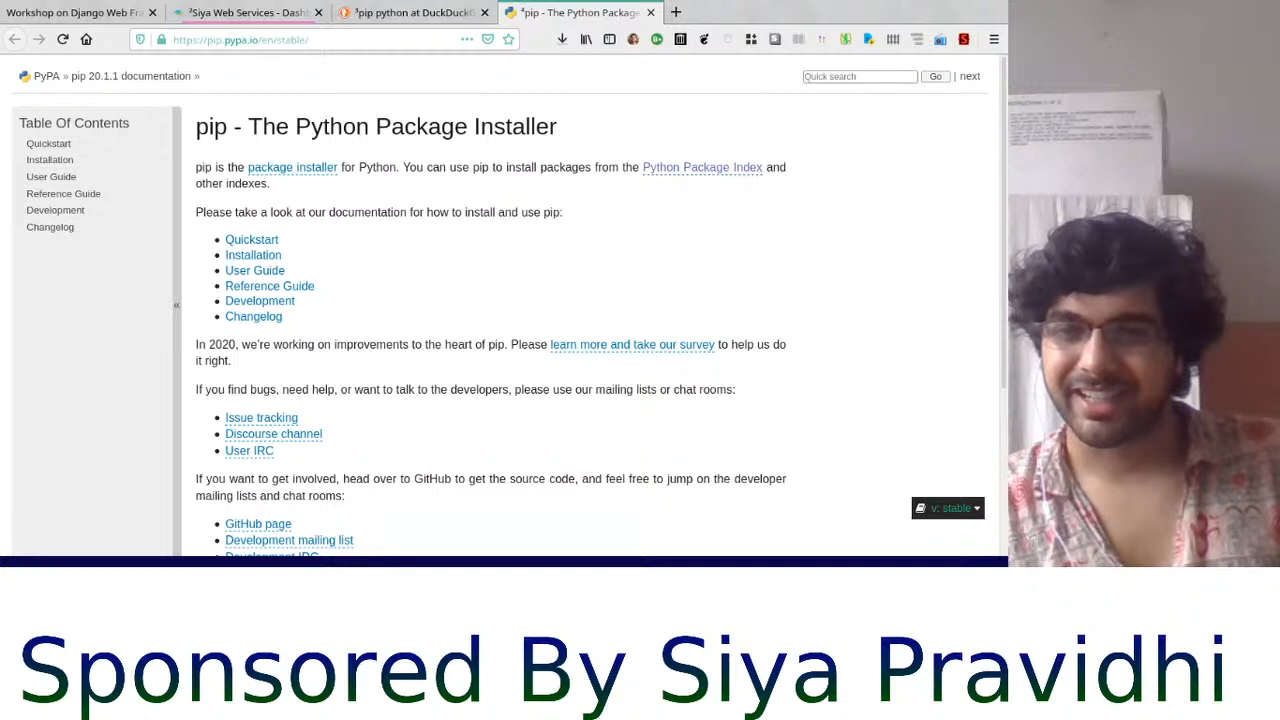 Workshop on Django Web Fra
²Siya Web Services - Dashb
³pip python at DuckDuckG
⁴pip - The Python Package
https://pip.pypa.io/en/stable/
PyPA » pip 20.1.1 documentation »
Quick search
Go
| next
Table Of Contents
Quickstart
Installation
User Guide
Reference Guide
Development
Changelog
«
pip - The Python Package Installer
pip is the package installer for Python. You can use pip to install packages from the Python Package Index and
other indexes.
Please take a look at our documentation for how to install and use pip:
Quickstart
Installation
User Guide
Reference Guide
Development
Changelog
In 2020, we're working on improvements to the heart of pip. Please learn more and take our survey to help us do
it right.
If you find bugs, need help, or want to talk to the developers, please use our mailing lists or chat rooms:
Issue tracking
Discourse channel
User IRC
If you want to get involved, head over to GitHub to get the source code, and feel free to jump on the developer
mailing lists and chat rooms:
GitHub page
Development mailing list
Development IRC
v: stable
Sponsored By Siya Pravidhi